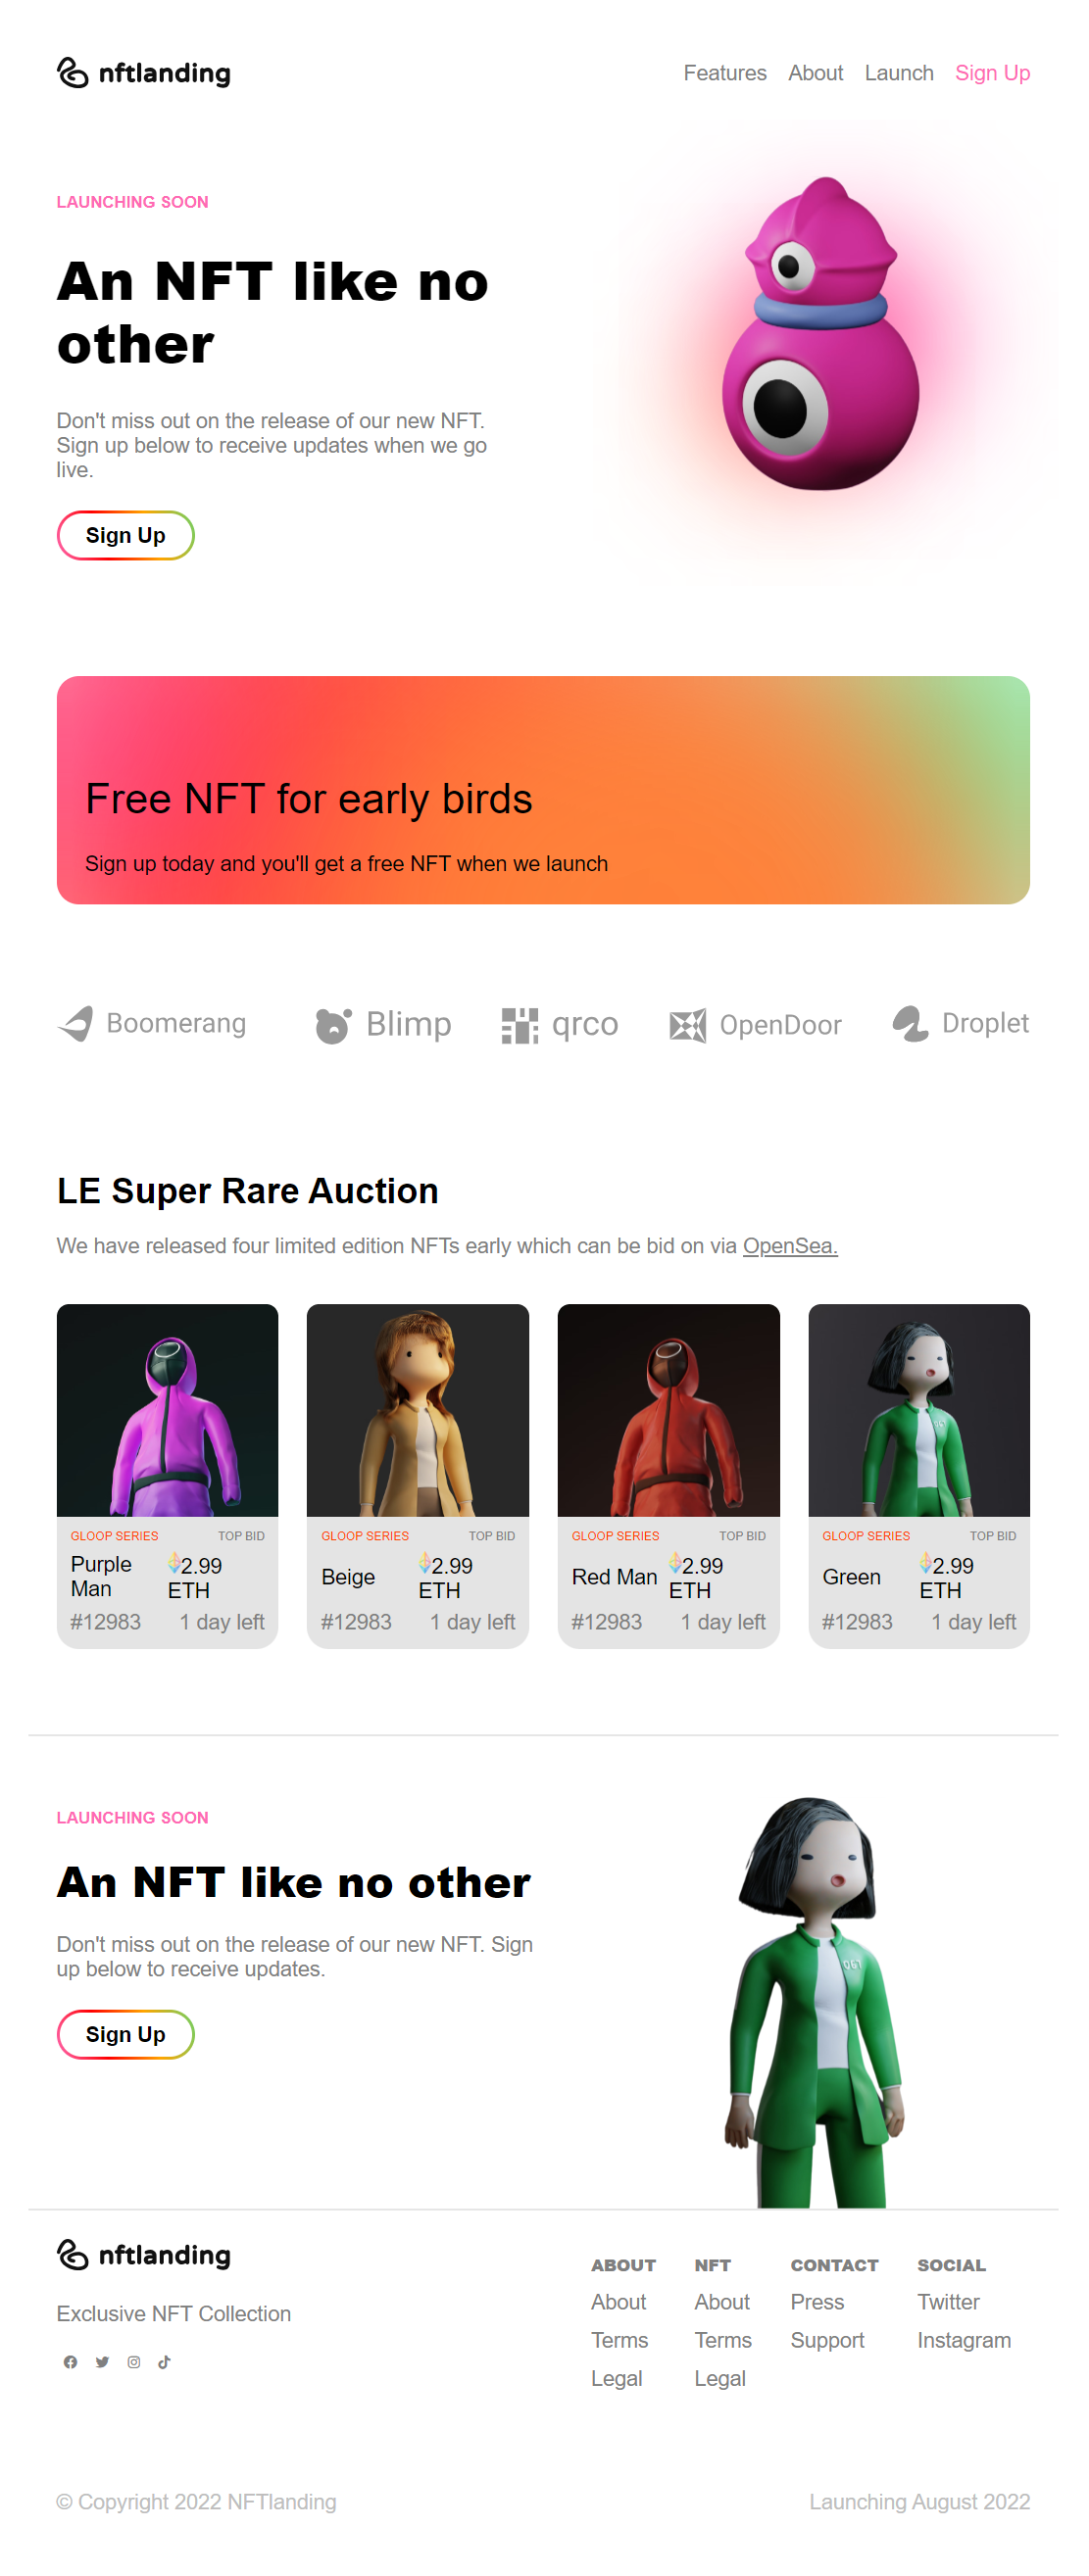 nftlanding
Features About Launch Sign Up
LAUNCHING SOON
An NFT like no
other
Don't miss out on the release of our new NFT.
Sign up below to receive updates when we go
live.
Sign Up
Free NFT for early birds
Sign up today and you'll get a free NFT when we launch
Boomerang Blimp qrco OpenDoor Droplet
LE Super Rare Auction
We have released four limited edition NFTs early which can be bid on via OpenSea.
GLOOP SERIES TOP BID
Purple
Man
2.99
ETH
#12983 1 day left
GLOOP SERIES TOP BID
Beige
2.99
ETH
#12983 1 day left
GLOOP SERIES TOP BID
Red Man
2.99
ETH
#12983 1 day left
GLOOP SERIES TOP BID
Green
2.99
ETH
#12983 1 day left
LAUNCHING SOON
An NFT like no other
Don't miss out on the release of our new NFT. Sign
up below to receive updates.
Sign Up
067
nftlanding
Exclusive NFT Collection
ABOUT
About
Terms
Legal
NFT
About
Terms
Legal
CONTACT
Press
Support
SOCIAL
Twitter
Instagram
© Copyright 2022 NFTlanding
Launching August 2022